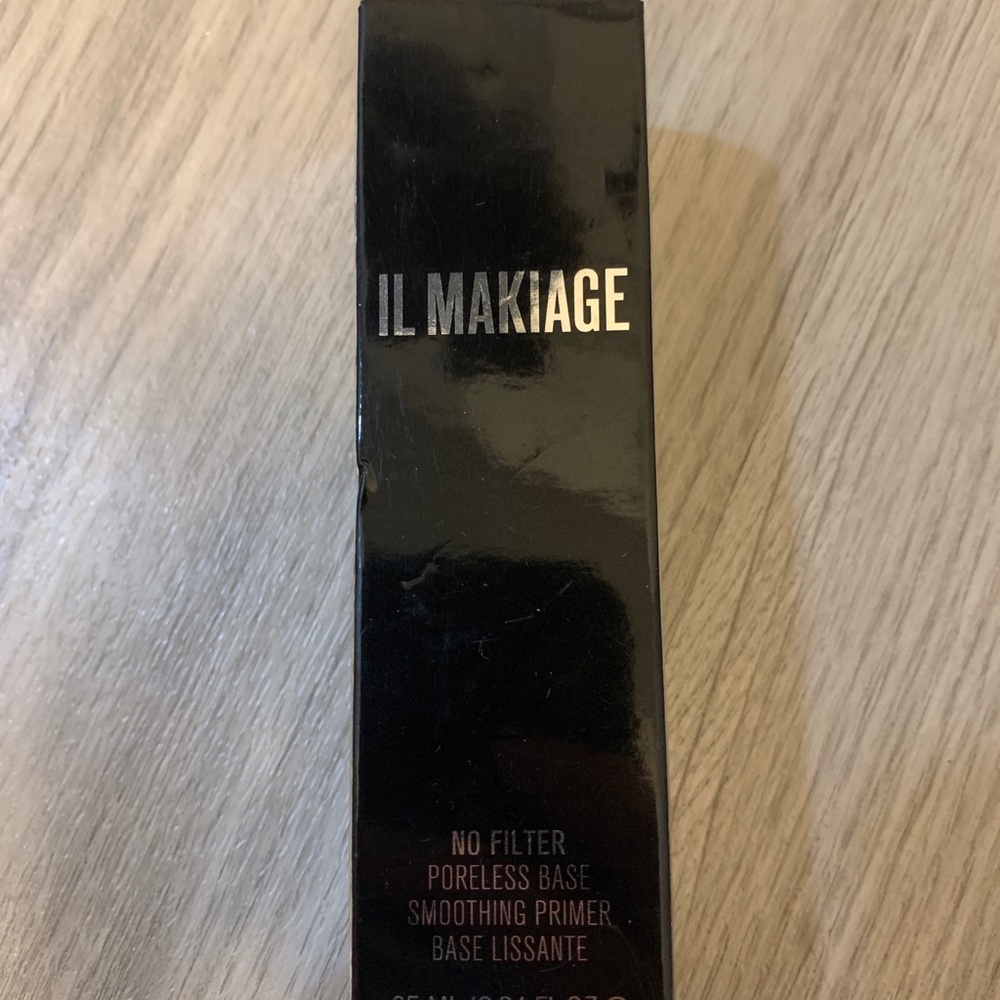 IL MAKIAGE
NO FILTER
PORELESS BASE
SMOOTHING PRIMER
BASE LISSANTE